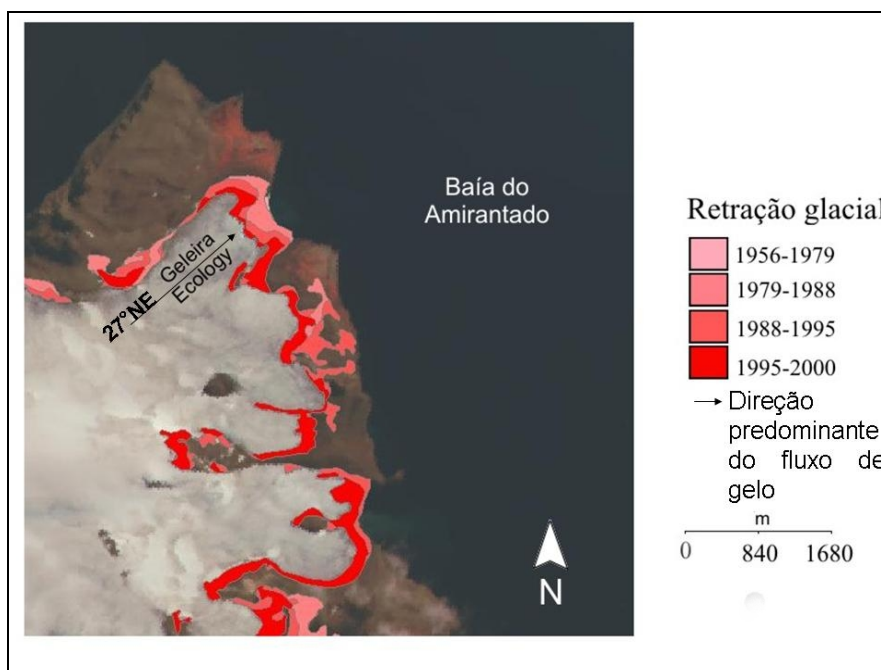 Baía do
Amirantado
Geleira
Ecology
27°NE
N
Retração glacial
1956-1979
1979-1988
1988-1995
1995-2000
Direção
predominante
do fluxo de
gelo
m
0 840 1680